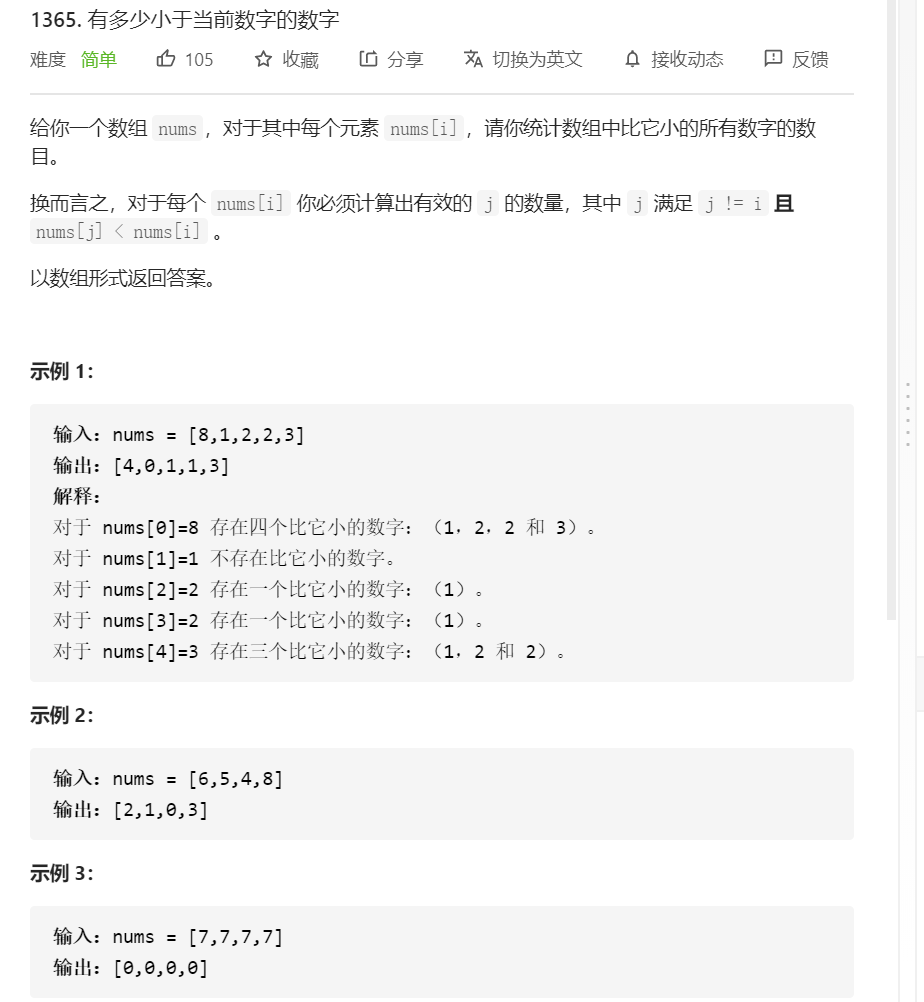 1365. 有多少小于当前数字的数字
难度 简单 105 收藏 分享 切换为英文 接收动态 反馈
给你一个数组 nums，对于其中每个元素 nums[i]，请你统计数组中比它小的所有数字的数
目。
换而言之，对于每个 nums[i] 你必须计算出有效的 j 的数量，其中 j 满足 j != i 且
nums[j] < nums[i] 。
以数组形式返回答案。
示例 1：
输入：nums = [8,1,2,2,3]
输出：[4,0,1,1,3]
解释：
对于 nums[0]=8 存在四个比它小的数字：（1，2，2 和 3）。
对于 nums[1]=1 不存在比它小的数字。
对于 nums[2]=2 存在一个比它小的数字：（1）。
对于 nums[3]=2 存在一个比它小的数字：（1）。
对于 nums[4]=3 存在三个比它小的数字：（1，2 和 2）。
示例 2：
输入：nums = [6,5,4,8]
输出：[2,1,0,3]
示例 3：
输入：nums = [7,7,7,7]
输出：[0,0,0,0]